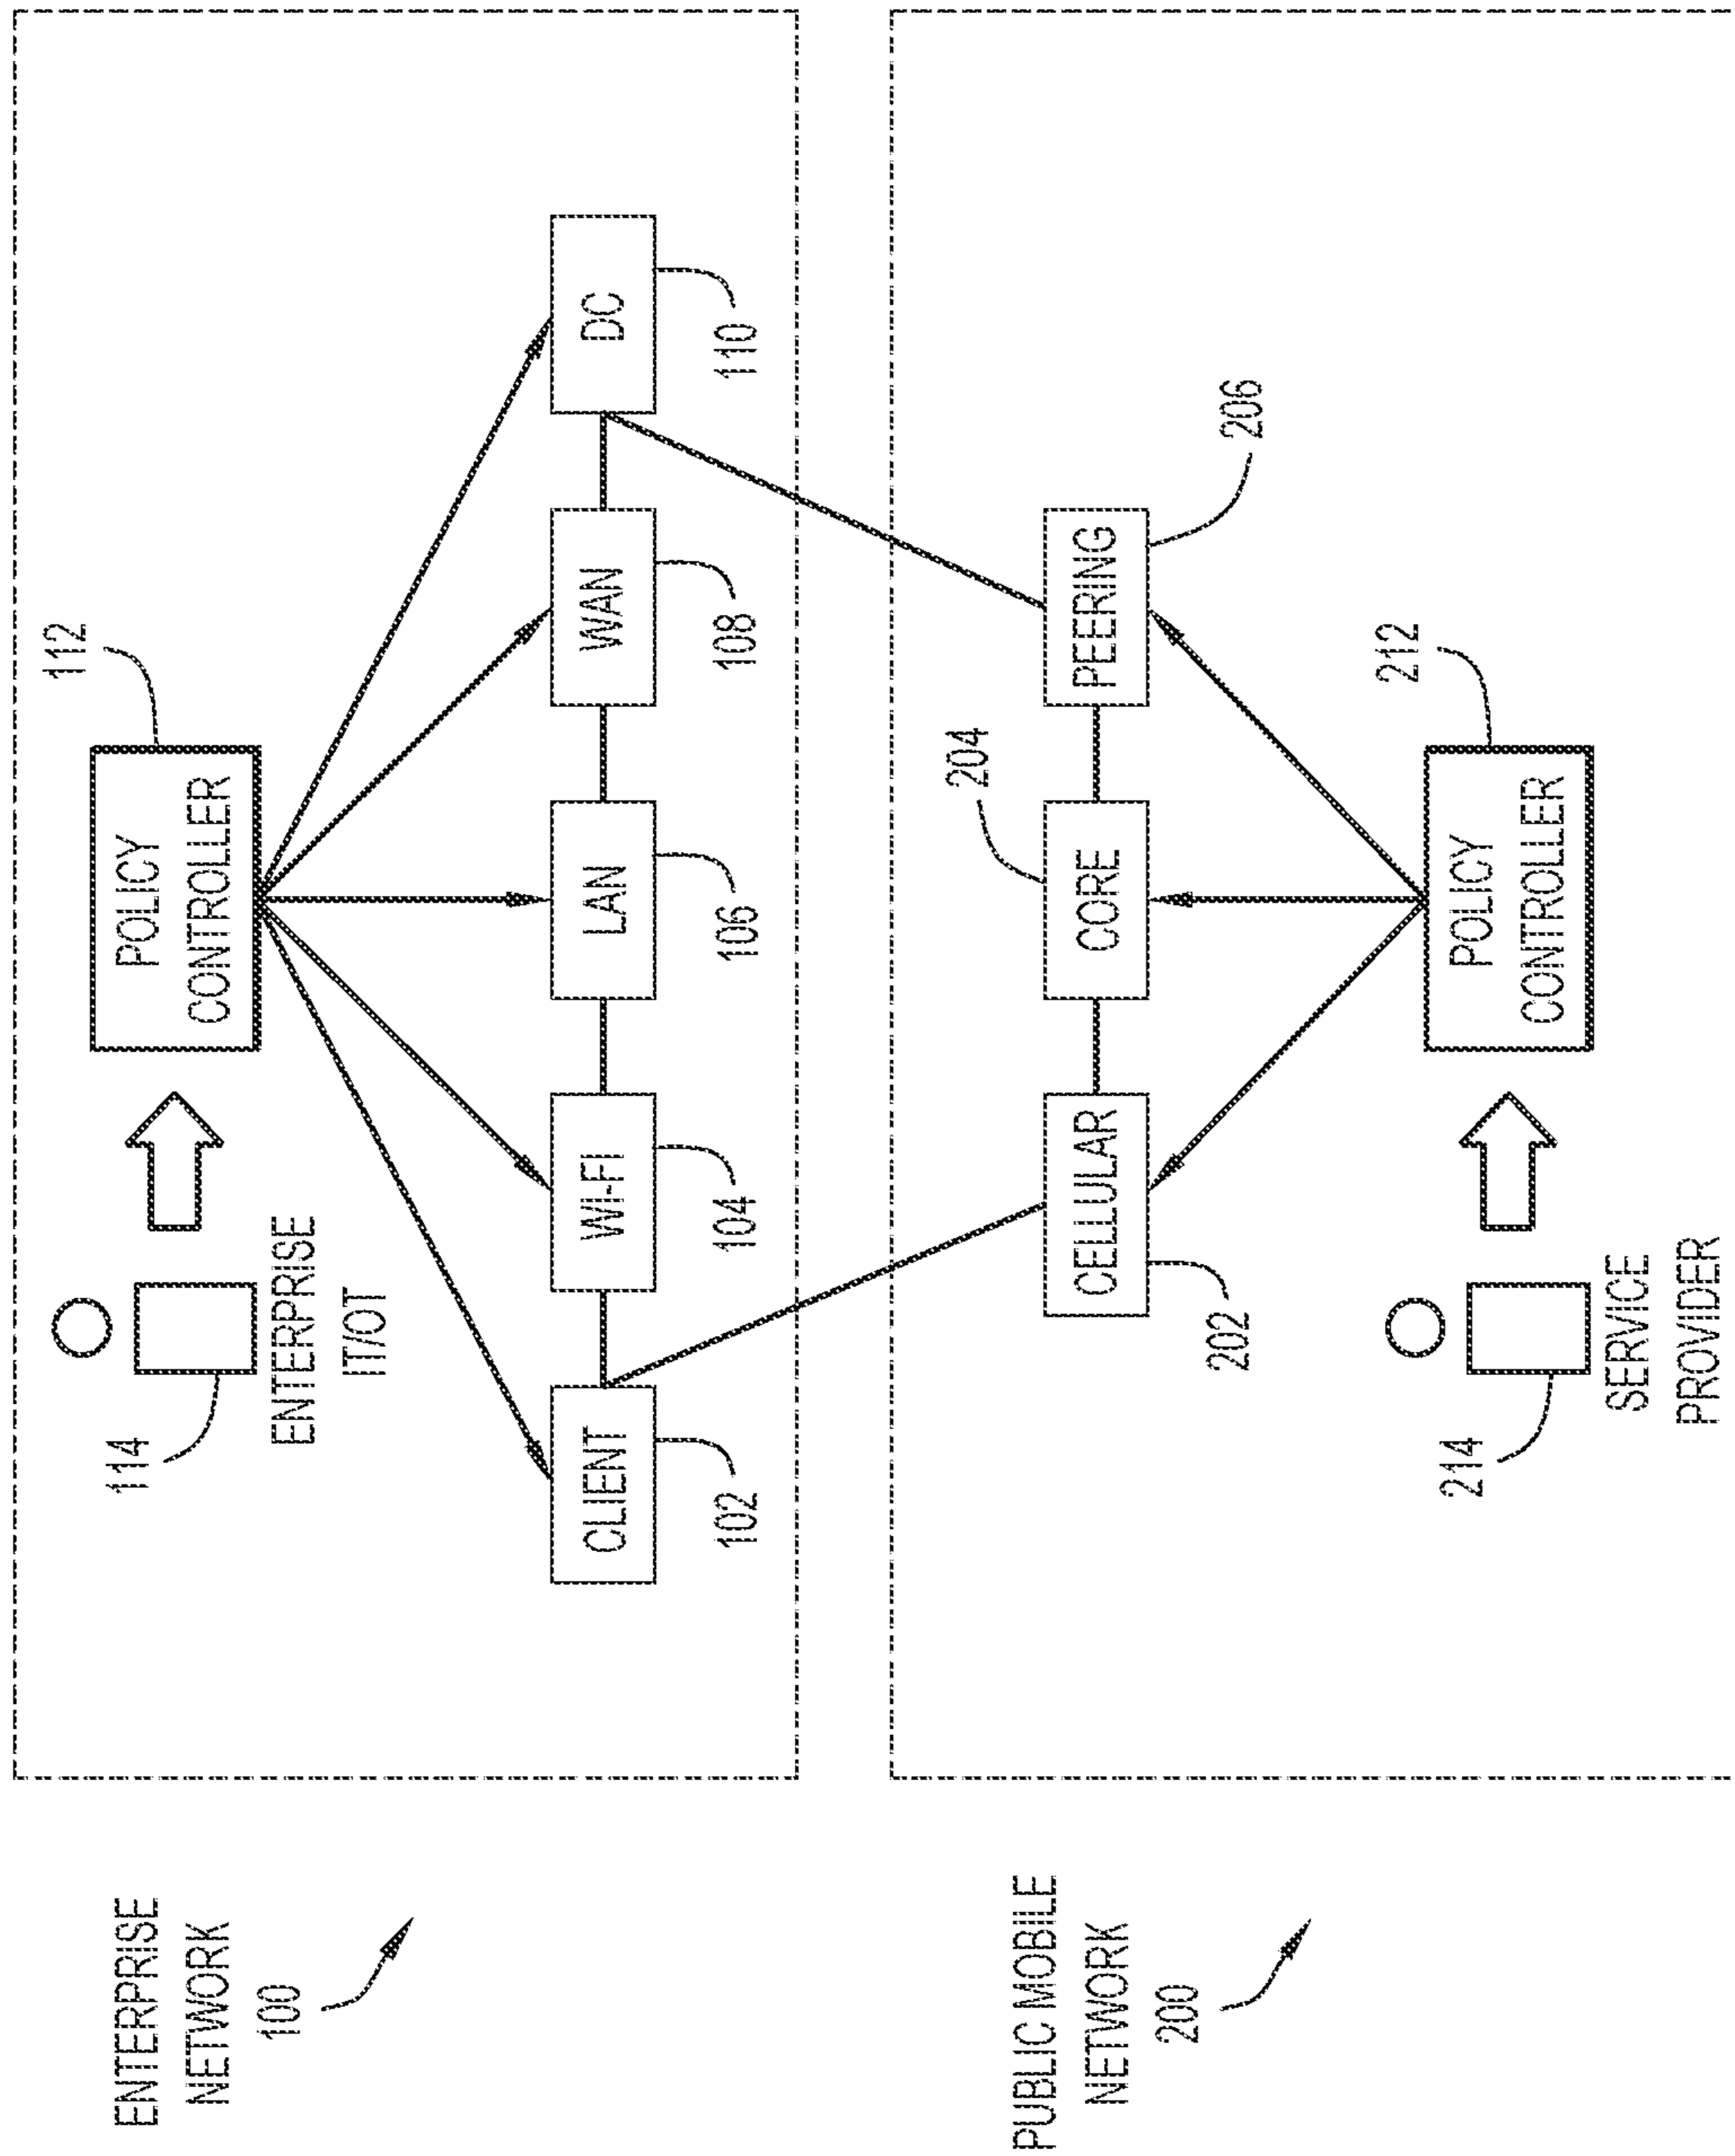 ENTERPRISE
NETWORK
100
114
ENTERPRISE
IT/OT
POLICY
CONTROLLER
112
CLIENT
102
WI-FI
104
LAN
106
WAN
108
DC
110
PUBLIC MOBILE
NETWORK
200
CELLULAR
202
CORE
204
PEERING
206
214
SERVICE
PROVIDER
POLICY
CONTROLLER
212